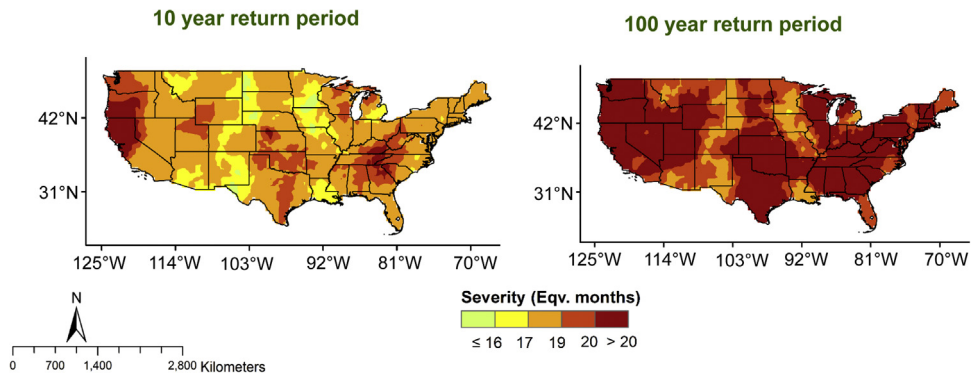 10 year return period
100 year return period
42°N
31°N
125°W 114°W 103°W 92°W 81°W 70°W
42°N
31°N
125°W 114°W 103°W 92°W 81°W 70°W
N
0 700 1,400 2,800 Kilometers
Severity (Eqv. months)
≤ 16 17 19 20 > 20